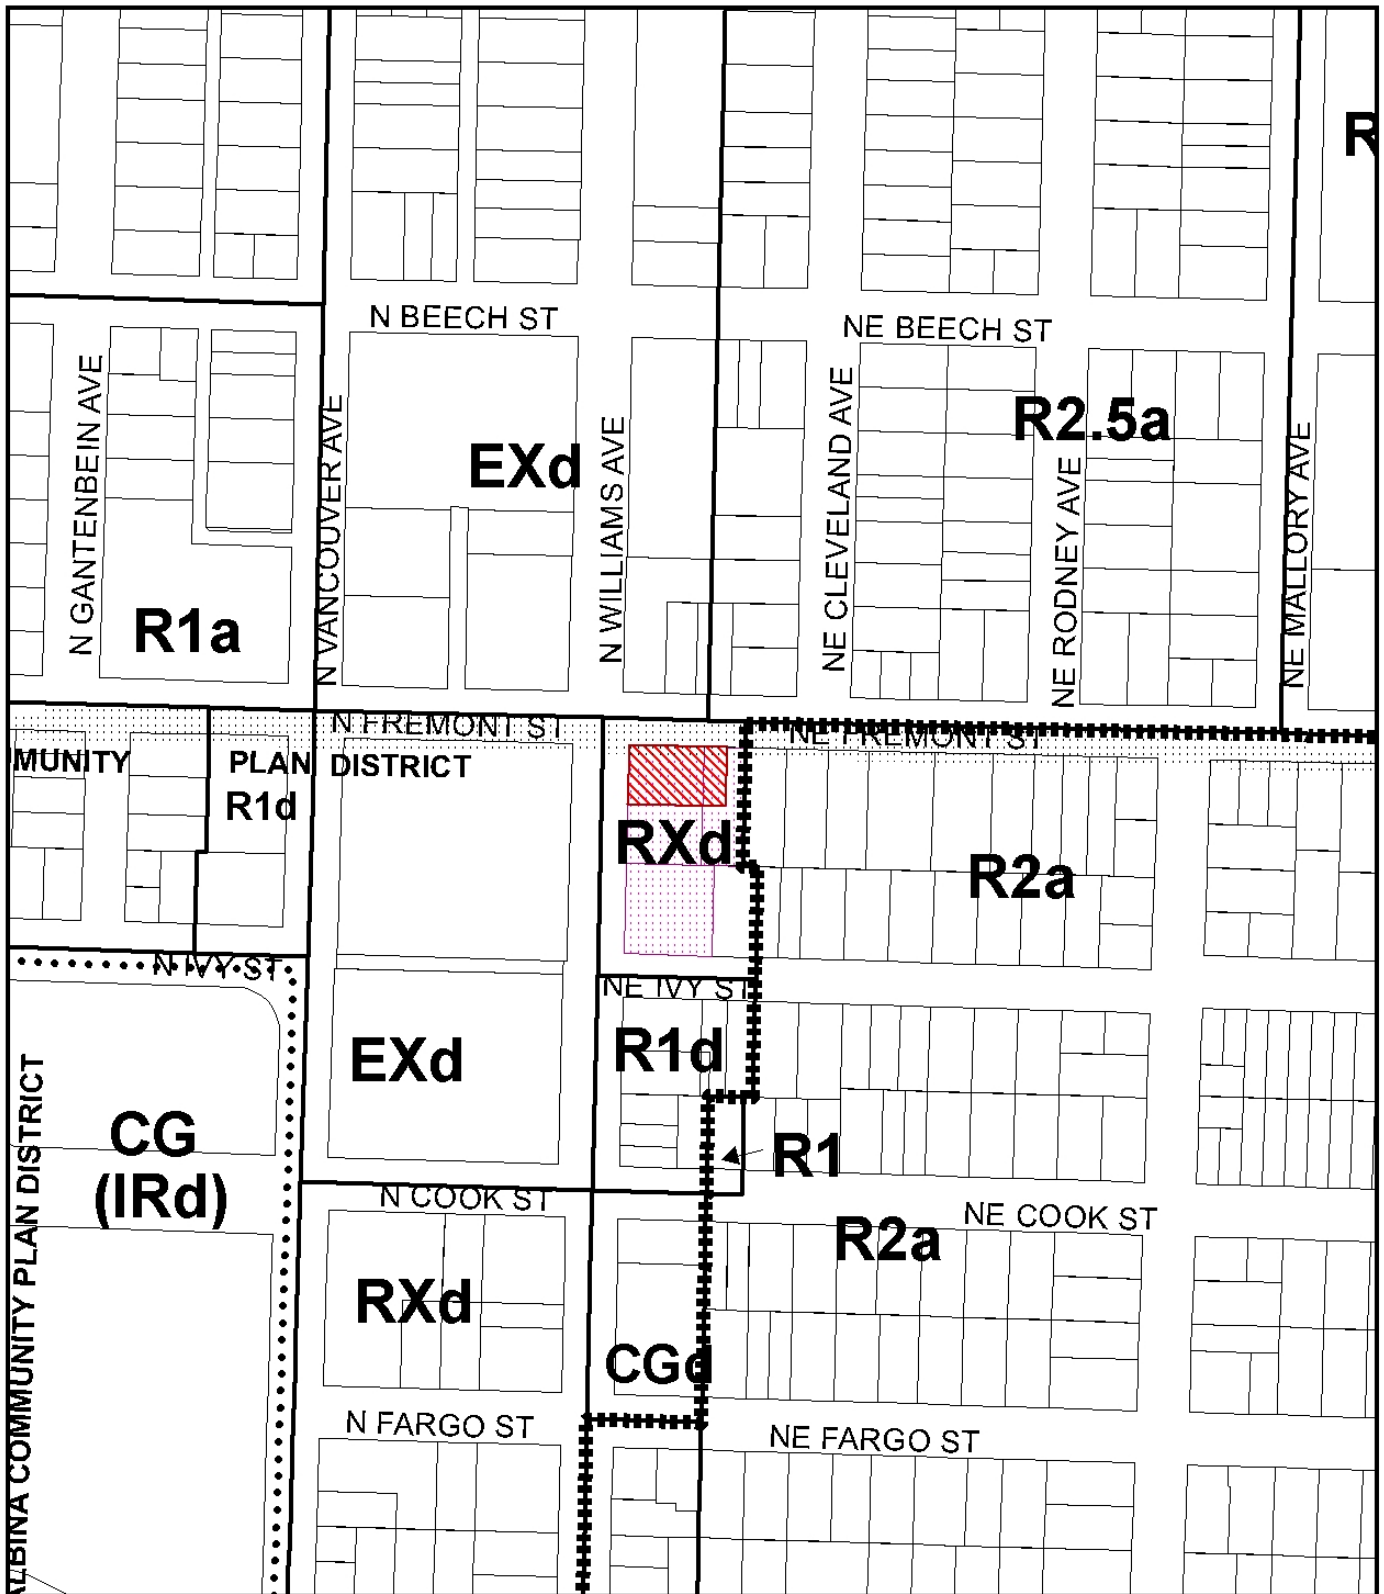 R
N BEECH ST
NE BEECH ST
N GANTENBEIN AVE
N VANCOUVER AVE
EXd
N WILLIAMS AVE
NE CLEVELAND AVE
R2.5a
NE RODNEY AVE
NE MALLORY AVE
R1a
N FREMONT ST
NE FREMONT ST
MUNITY PLAN DISTRICT
R1d
RXd
R2a
N IVY ST
NE IVY ST
R1d
EXd
CG
(IRd)
R1
N COOK ST
NE COOK ST
R2a
RXd
CGd
N FARGO ST
NE FARGO ST
ALBINA COMMUNITY PLAN DISTRICT